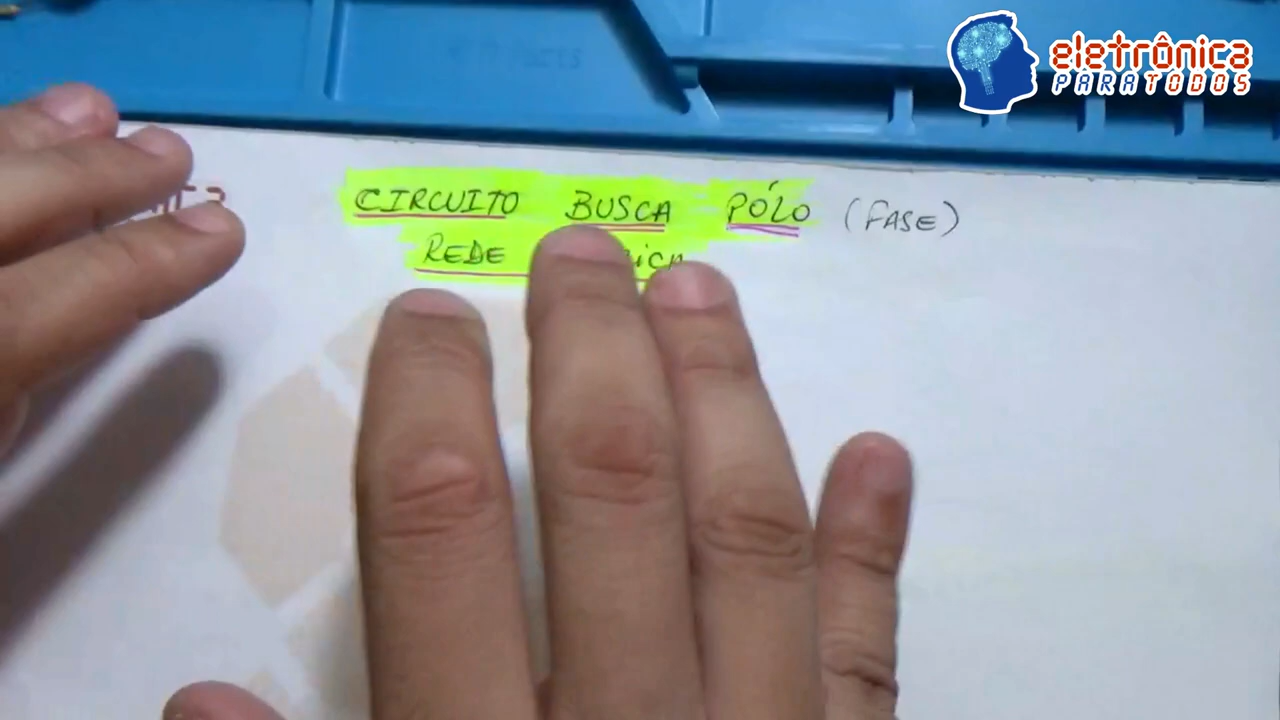 eletrônica
PARATODOS
CIRCUITO BUSCA PÓLO (FASE)
REDE